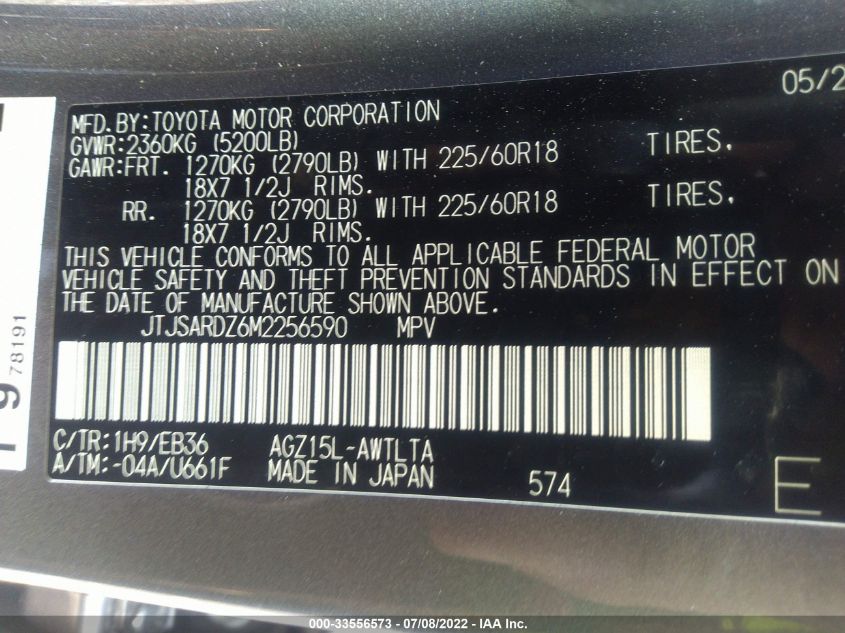 05/2
MFD.BY:TOYOTA MOTOR CORPORATION
GVWR:2360KG (5200LB)
GAWR:FRT. 1270KG (2790LB) WITH 225/60R18 TIRES,
18X7 1/2J RIMS.
RR. 1270KG (2790LB) WITH 225/60R18 TIRES,
18X7 1/2J RIMS.
THIS VEHICLE CONFORMS TO ALL APPLICABLE FEDERAL MOTOR
VEHICLE SAFETY AND THEFT PREVENTION STANDARDS IN EFFECT ON
THE DATE OF MANUFACTURE SHOWN ABOVE.
JTJSARDZ6M2256590 MPV
C/TR:1H9/EB36 AGZ15L-AWTLTA
A/TM:-04A/U661F MADE IN JAPAN 574 E
78191
000-33556573 - 07/08/2022 - IAA Inc.